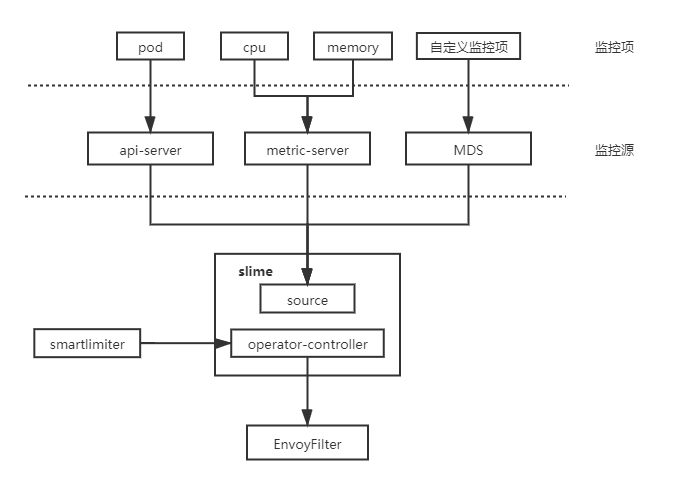 pod
cpu
memory
自定义监控项
监控项
api-server
metric-server
MDS
监控源
slime
source
smartlimiter
operator-controller
EnvoyFilter